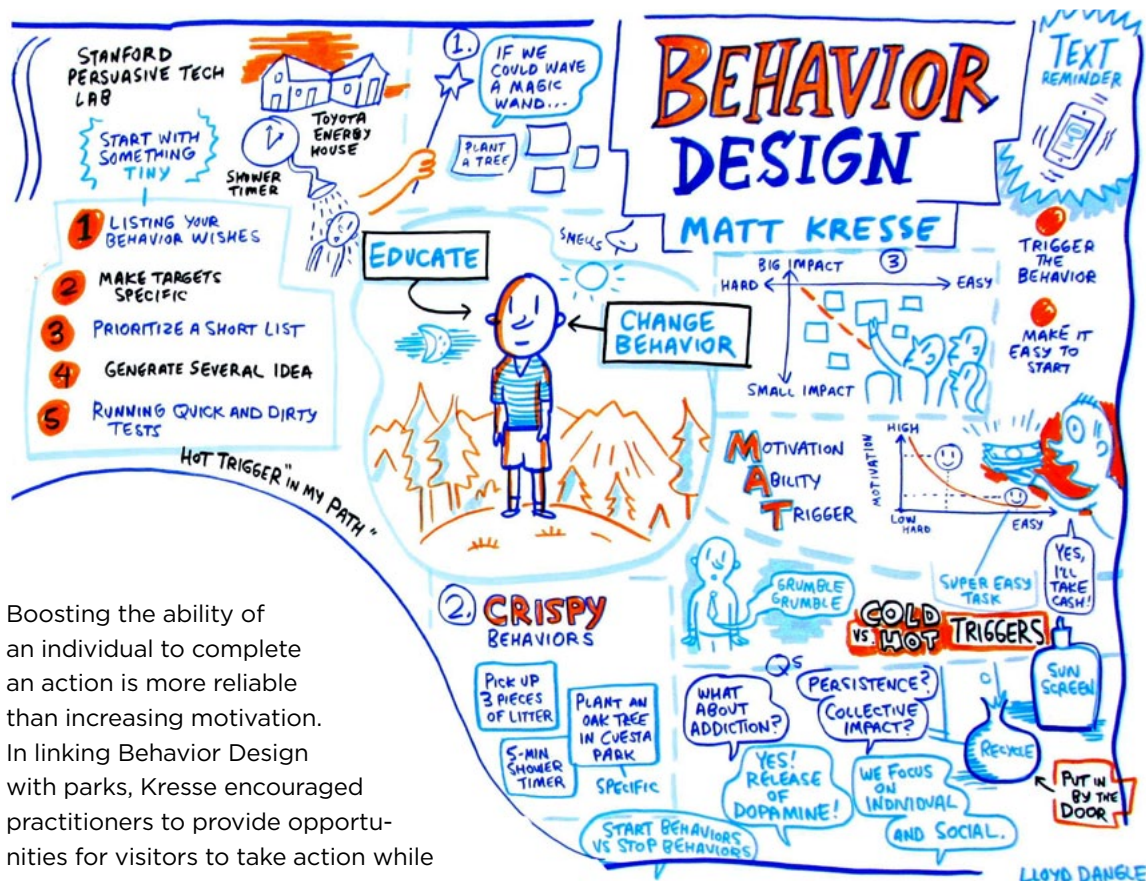 STANFORD
PERSUASIVE TECH
LAB
START WITH
SOMETHING
TINY
TOYOTA
ENERGY
HOUSE
SHOWER
TIMER
1 LISTING YOUR
BEHAVIOR WISHES
2 MAKE TARGETS
SPECIFIC
3 PRIORITIZE A SHORT LIST
4 GENERATE SEVERAL IDEA
5 RUNNING QUICK AND DIRTY
TESTS
HOT TRIGGER "IN MY PATH"
1.
IF WE
COULD WAVE
A MAGIC
WAND...
PLANT
A TREE
BEHAVIOR
DESIGN
MATT KRESSE
TEXT
REMINDER
TRIGGER
THE
BEHAVIOR
MAKE IT
EASY TO
START
SMELLS
EDUCATE
CHANGE
BEHAVIOR
3
BIG IMPACT
HARD
EASY
SMALL IMPACT
MOTIVATION
ABILITY
TRIGGER
HIGH
MOTIVATION
LOW
HARD
EASY
SUPER EASY
TASK
YES,
I'LL
TAKE
CASH!
GRUMBLE
GRUMBLE
COLD
VS. HOT
TRIGGERS
2. CRISPY
BEHAVIORS
PICK UP
3 PIECES
OF LITTER
PLANT AN
OAK TREE
IN CUESTA
PARK
5-MIN
SHOWER
TIMER
SPECIFIC
START BEHAVIORS
VS STOP BEHAVIORS
QS
WHAT
ABOUT
ADDICTION?
YES!
RELEASE
OF
DOPAMINE!
PERSISTENCE?
COLLECTIVE
IMPACT?
WE FOCUS
ON
INDIVIDUAL
AND SOCIAL.
RECYCLE
SUN
SCREEN
PUT IN
BY THE
DOOR
LLOYD DANGLE
Boosting the ability of
an individual to complete
an action is more reliable
than increasing motivation.
In linking Behavior Design
with parks, Kresse encouraged
practitioners to provide opportu-
nities for visitors to take action while